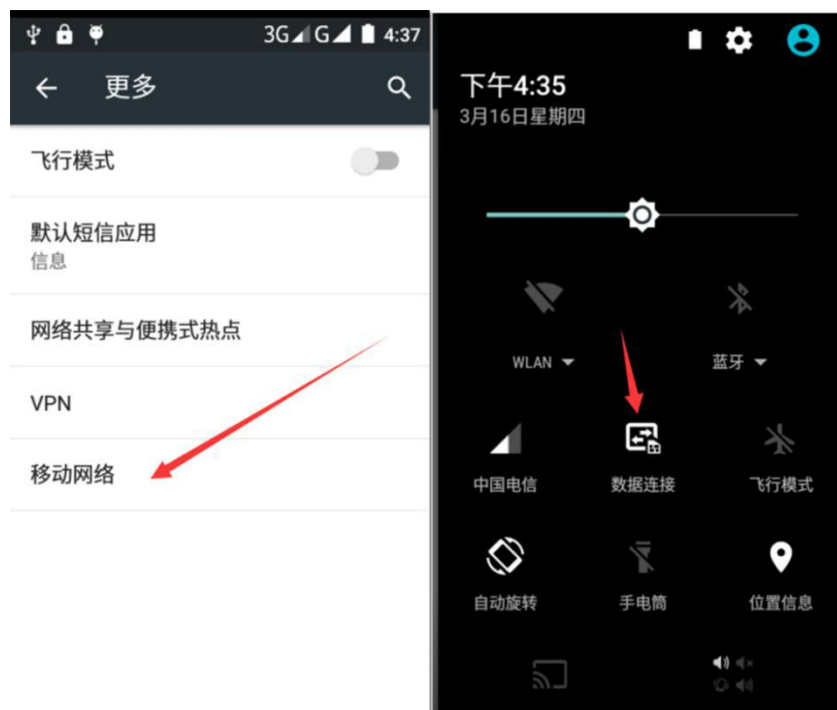 3G G 4:37
更多
飞行模式
默认短信应用
信息
网络共享与便携式热点
VPN
移动网络
下午4:35
3月16日星期四
WLAN
蓝牙
中国电信
数据连接
飞行模式
自动旋转
手电筒
位置信息